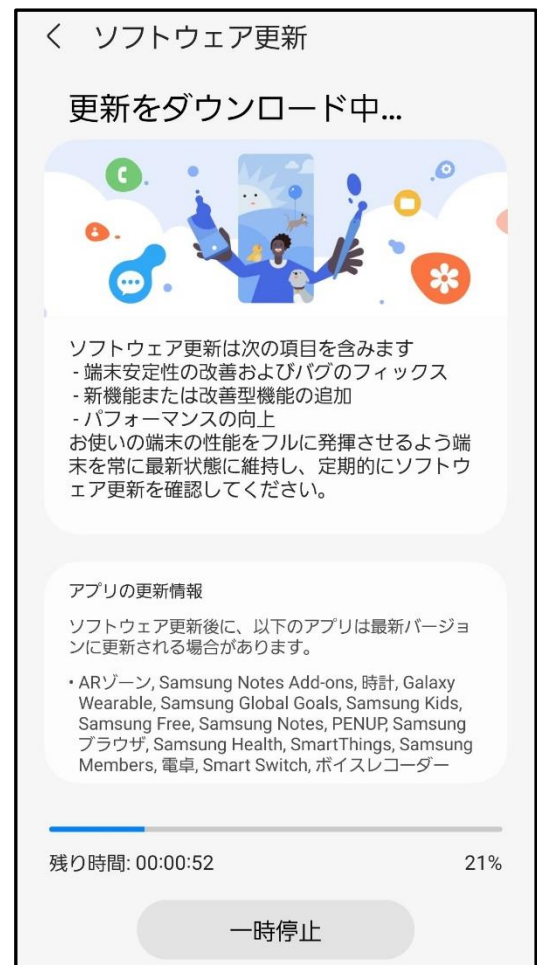 ソフトウェア更新
更新をダウンロード中...
ソフトウェア更新は次の項目を含みます
- 端末安定性の改善およびバグのフィックス
- 新機能または改善型機能の追加
- パフォーマンスの向上
お使いの端末の性能をフルに発揮させるよう端
末を常に最新状態に維持し、定期的にソフトウ
ェア更新を確認してください。
アプリの更新情報
ソフトウェア更新後に、以下のアプリは最新バージョ
ンに更新される場合があります。
• ARゾーン, Samsung Notes Add-ons, 時計, Galaxy
Wearable, Samsung Global Goals, Samsung Kids,
Samsung Free, Samsung Notes, PENUP, Samsung
ブラウザ, Samsung Health, SmartThings, Samsung
Members, 電卓, Smart Switch, ボイスレコーダー
残り時間: 00:00:52 21%
一時停止